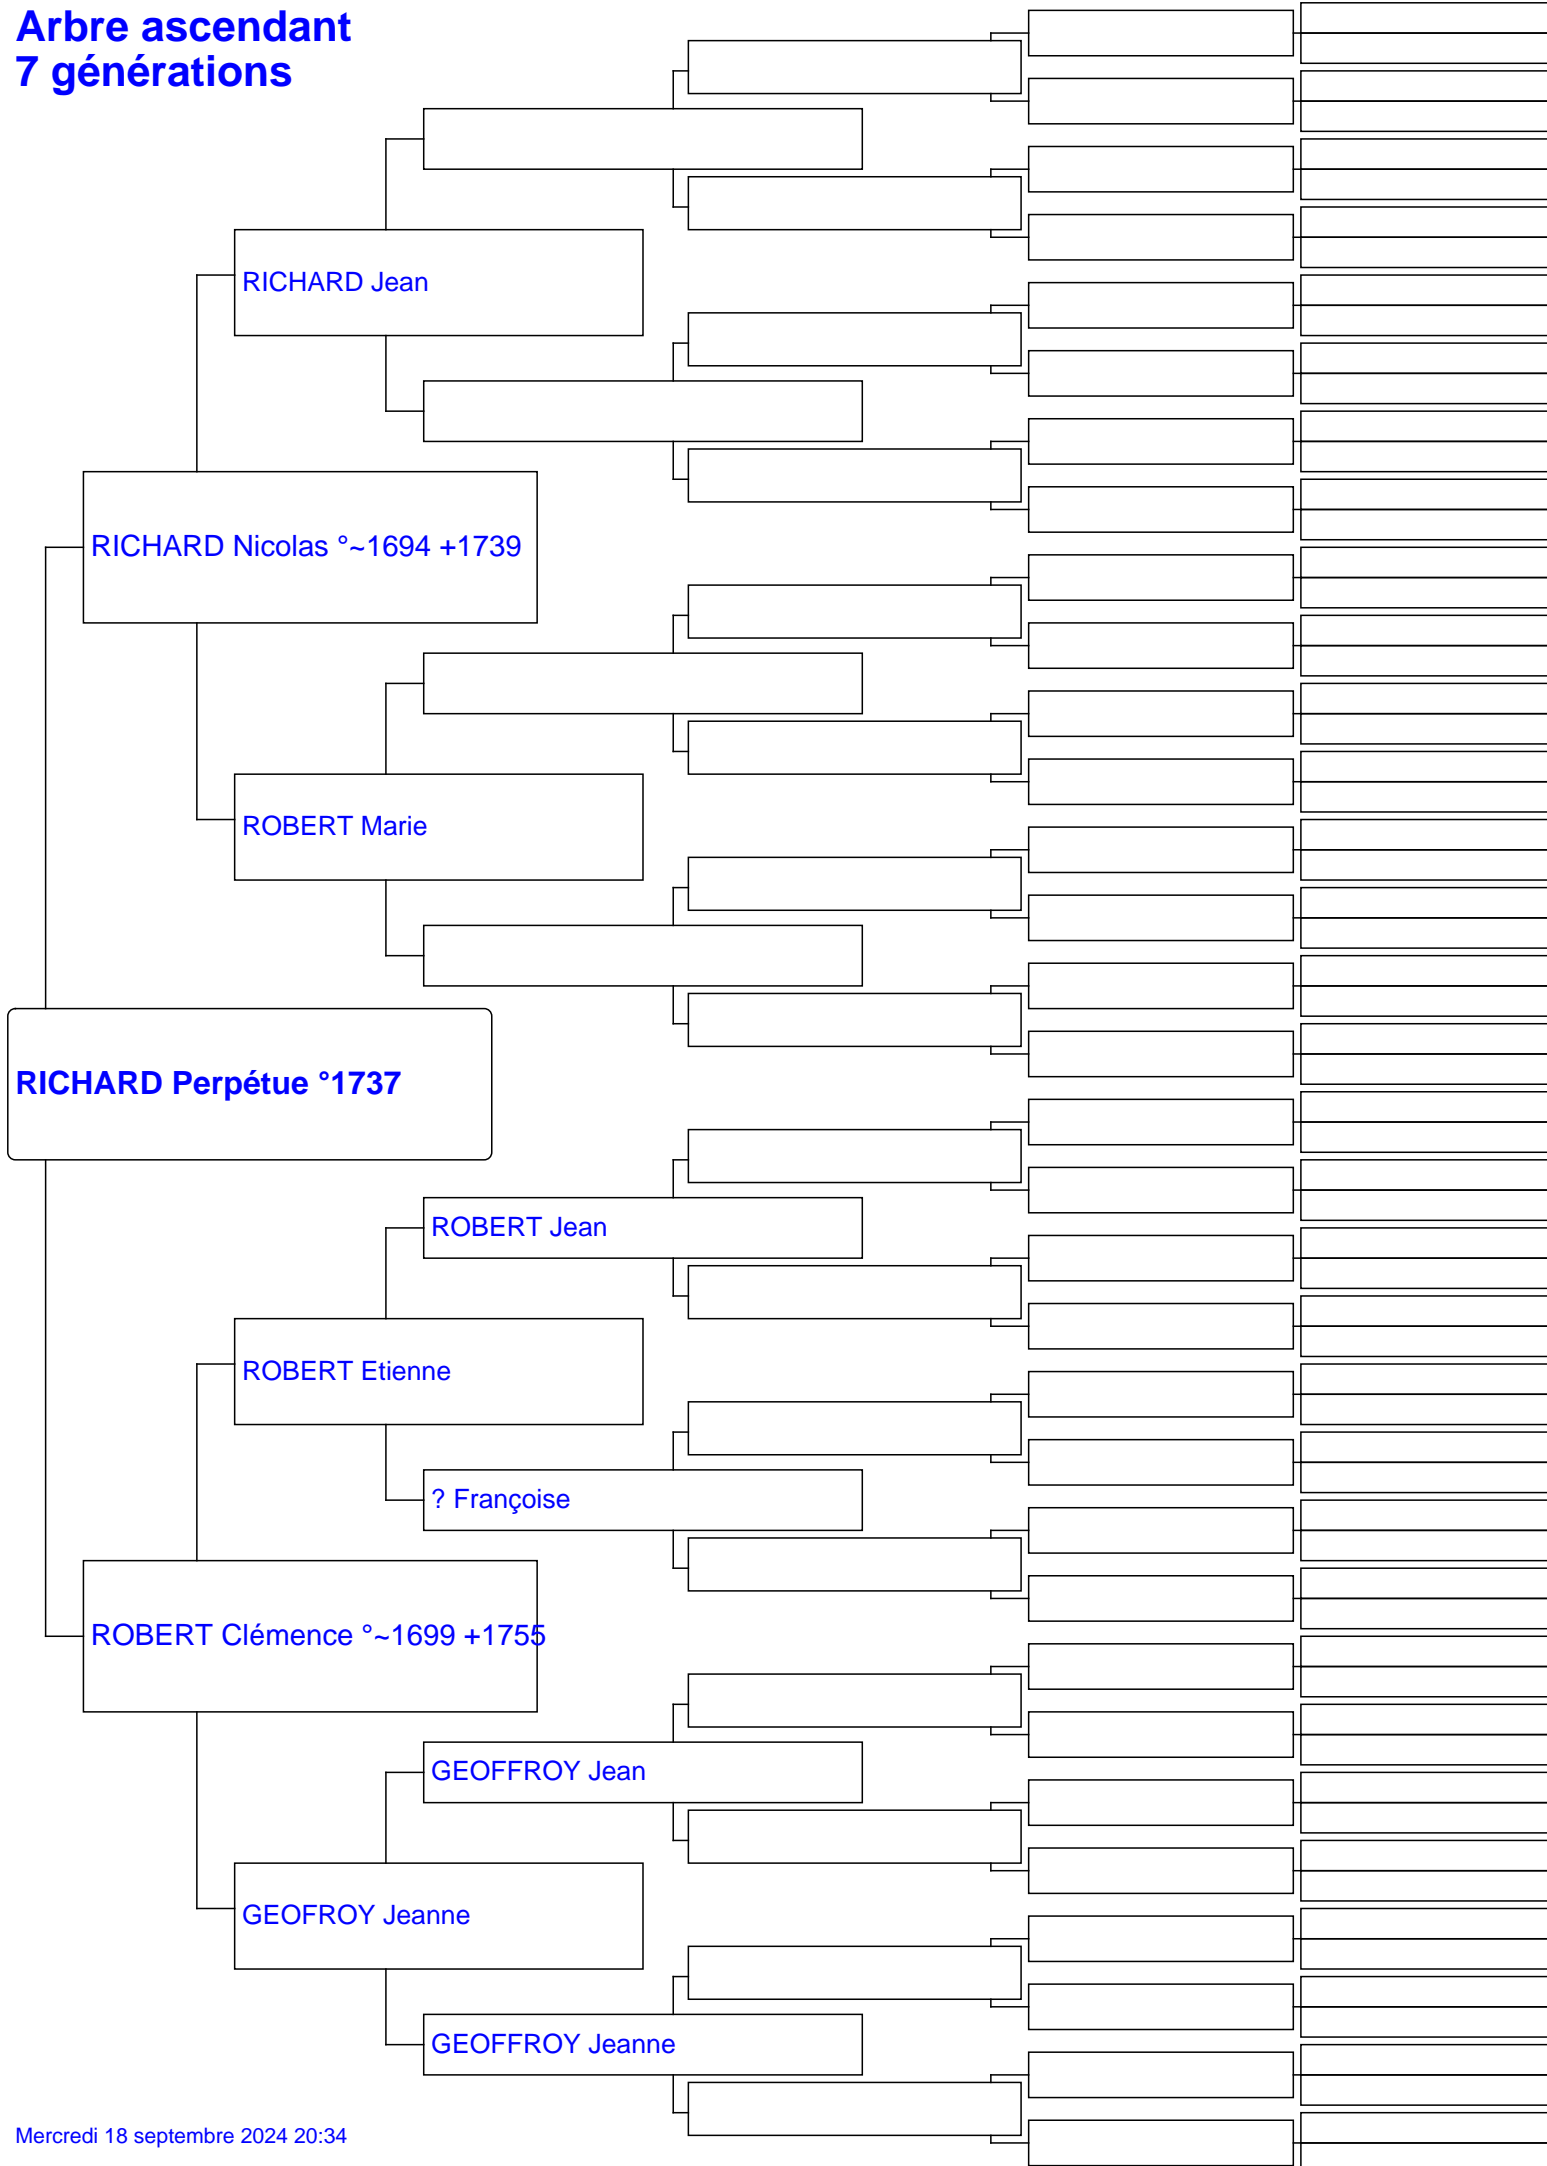 Arbre ascendant
7 générations
RICHARD Jean
RICHARD Nicolas °~1694 +1739
ROBERT Marie
RICHARD Perpétue °1737
ROBERT Jean
ROBERT Etienne
? Françoise
ROBERT Clémence °~1699 +1755
GEOFFROY Jean
GEOFROY Jeanne
GEOFFROY Jeanne
Mercredi 18 septembre 2024 20:34